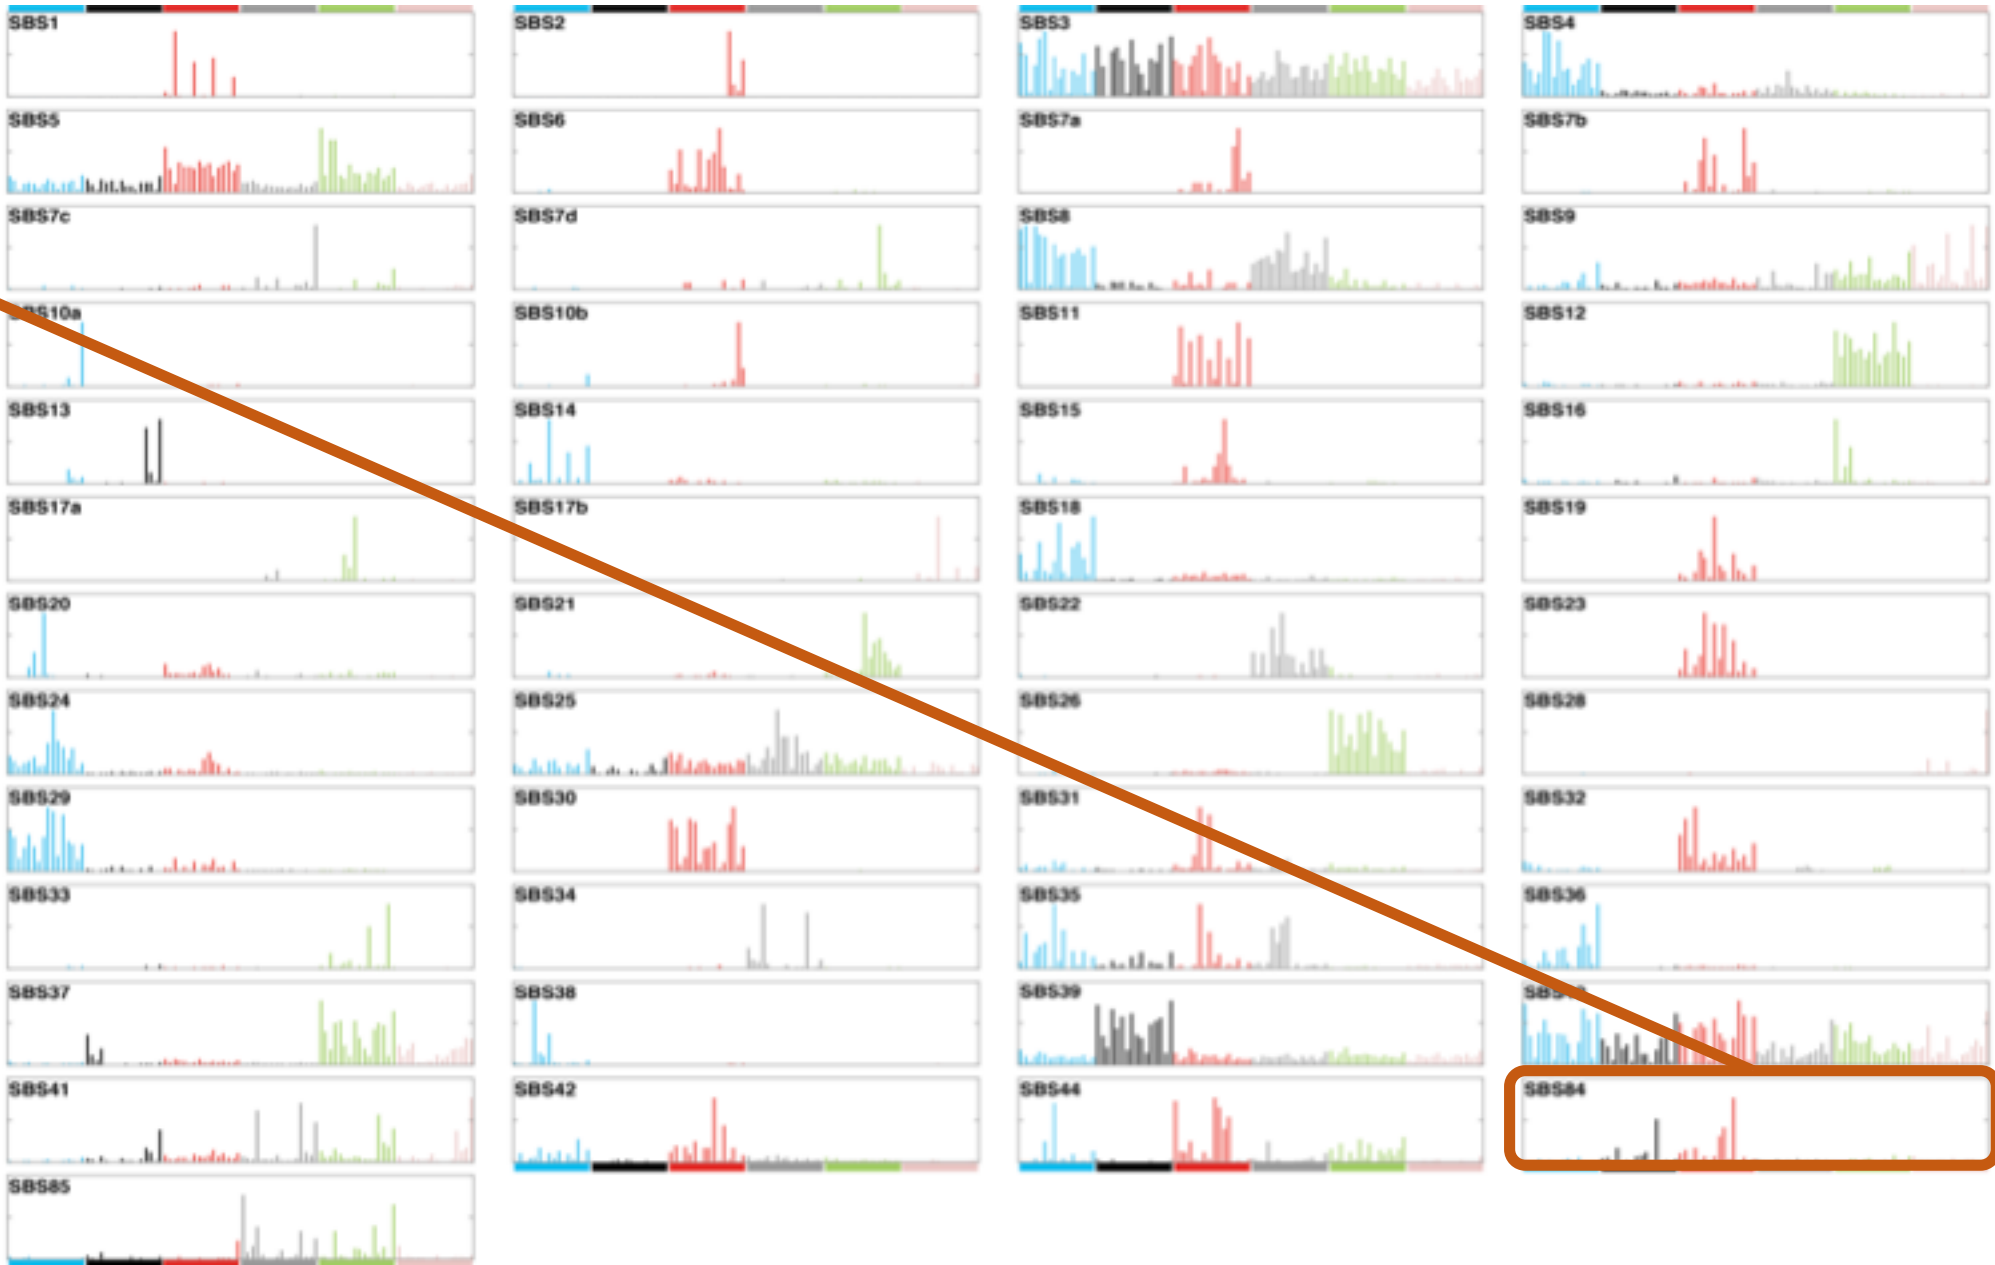 SBS1 SBS2 SBS3 SBS4
SBS5 SBS6 SBS7a SBS7b
SBS7c SBS7d SBS8 SBS9
SBS10a SBS10b SBS11 SBS12
SBS13 SBS14 SBS15 SBS16
SBS17a SBS17b SBS18 SBS19
SBS20 SBS21 SBS22 SBS23
SBS24 SBS25 SBS26 SBS28
SBS29 SBS30 SBS31 SBS32
SBS33 SBS34 SBS35 SBS36
SBS37 SBS38 SBS39
SBS41 SBS42 SBS44 SBS84
SBS85